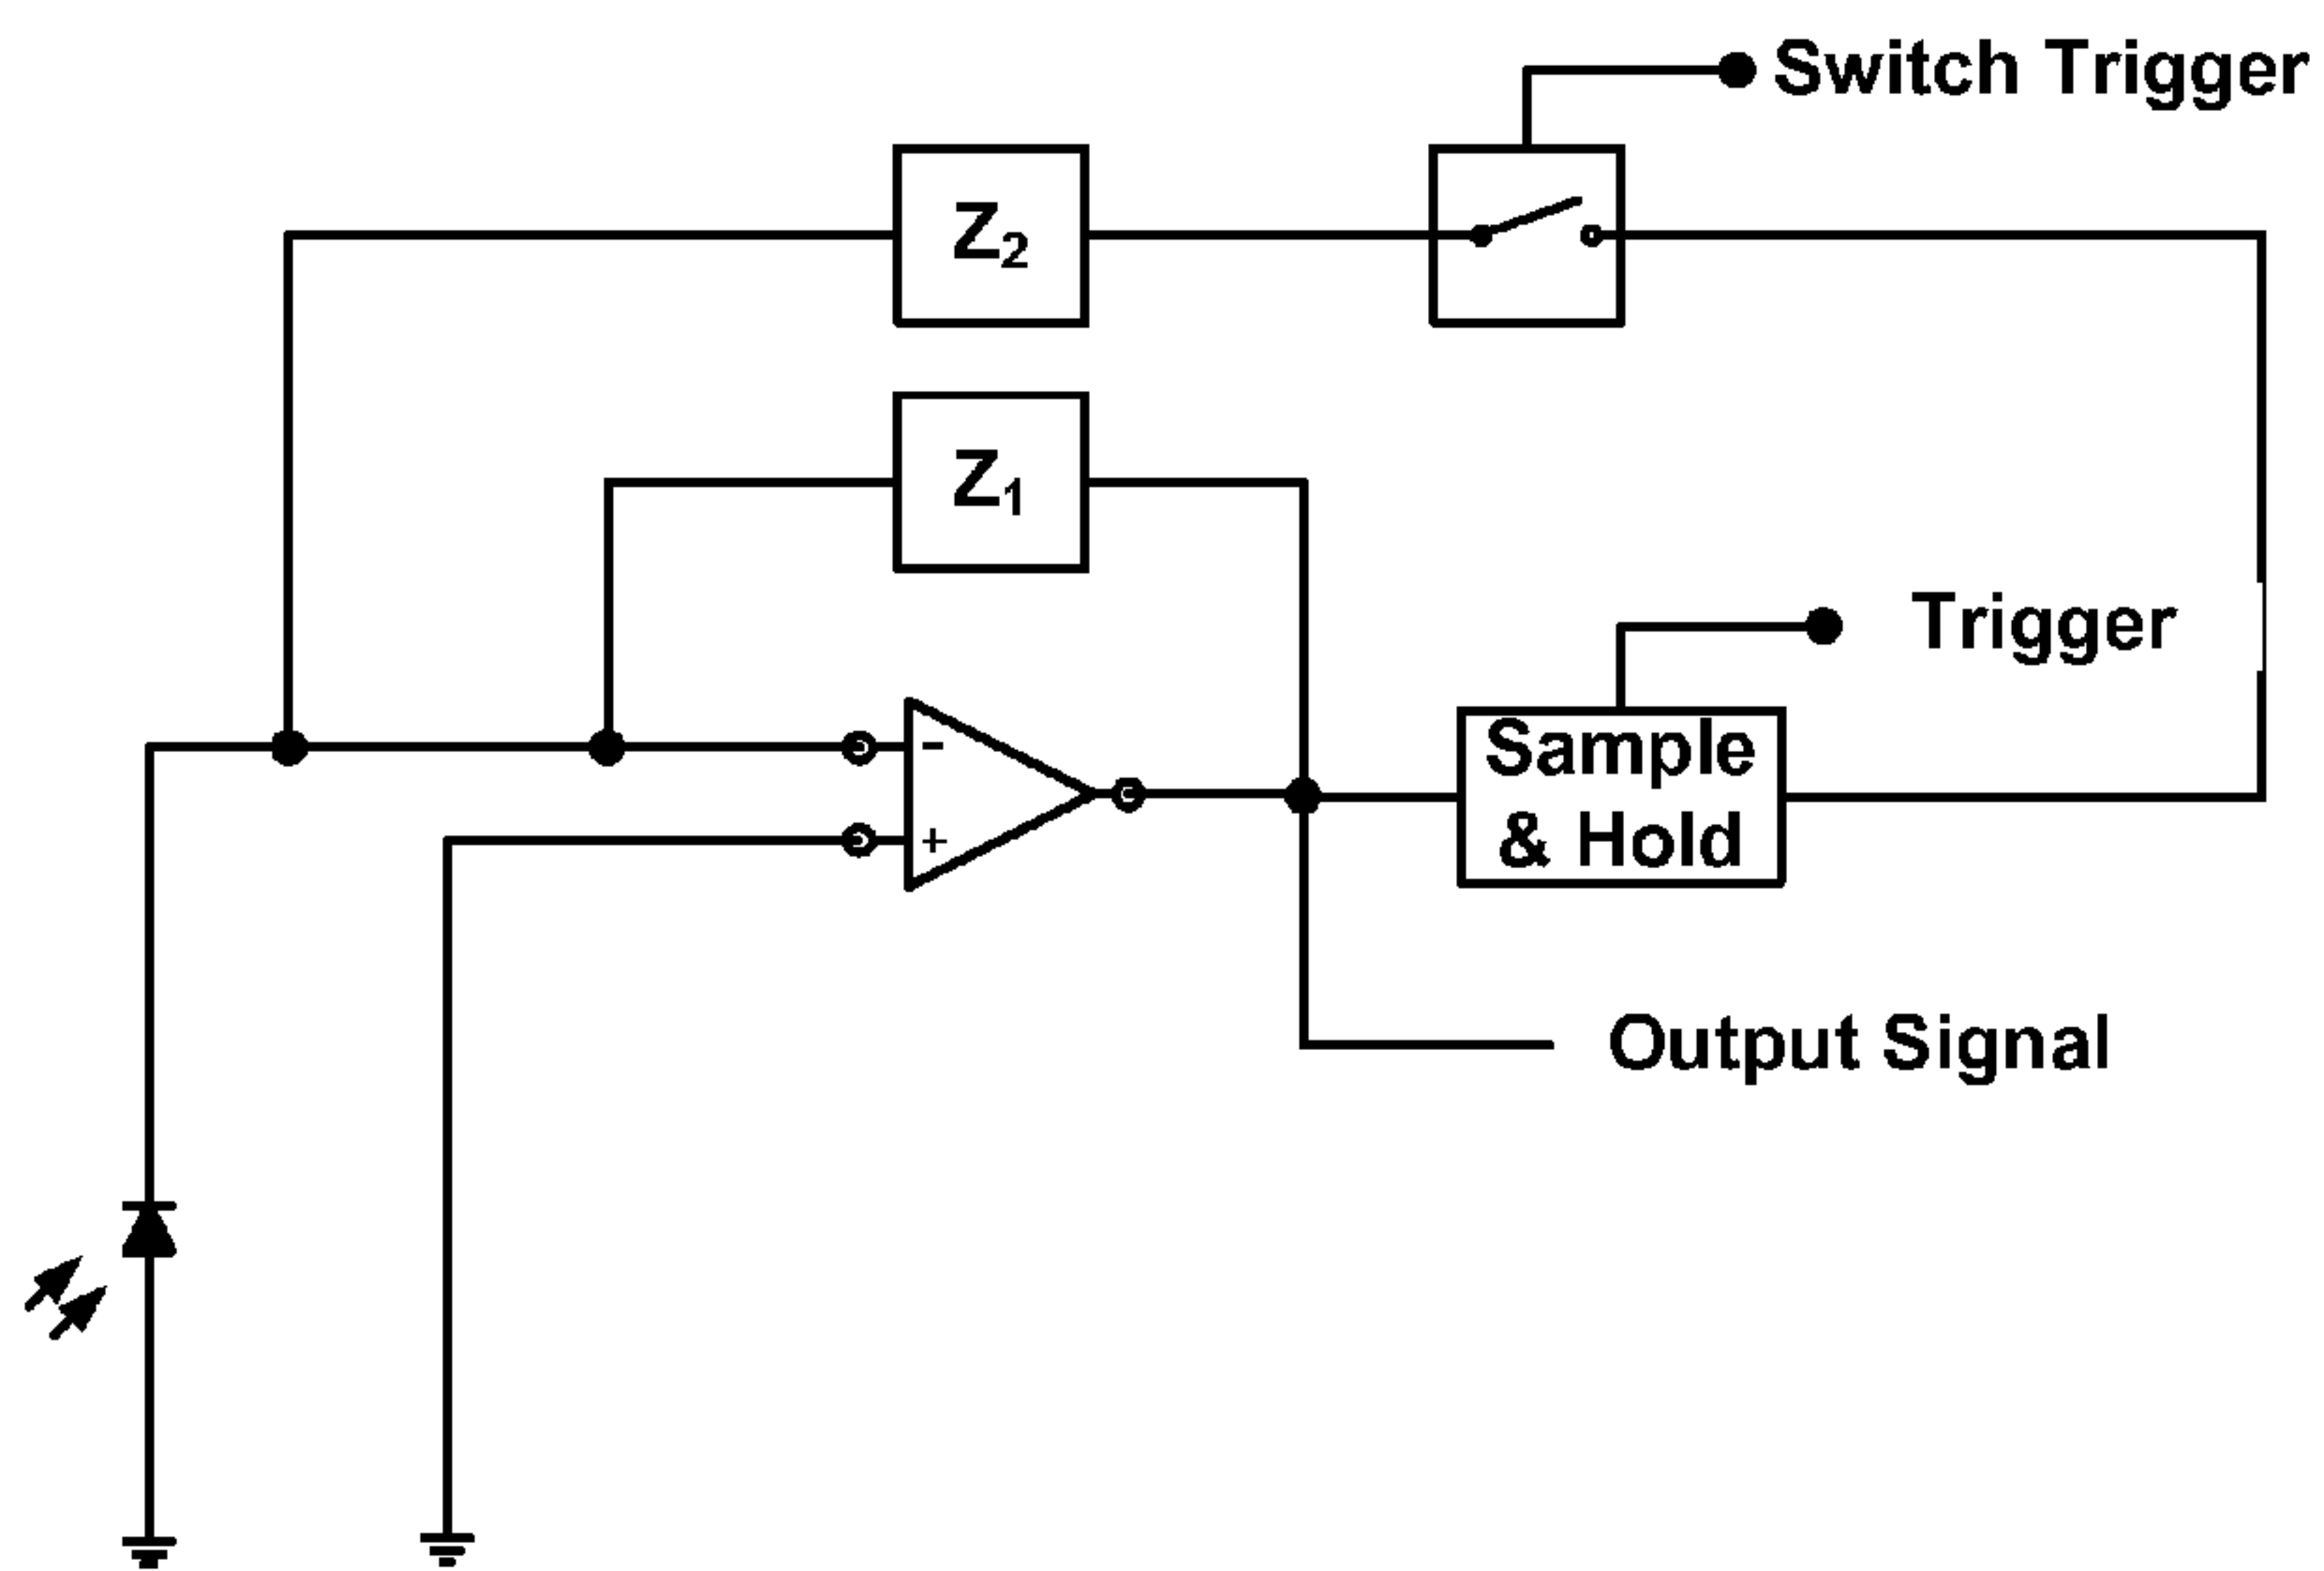 Switch Trigger
Z₂
Z₁
Trigger
-
+
Sample
& Hold
Output Signal